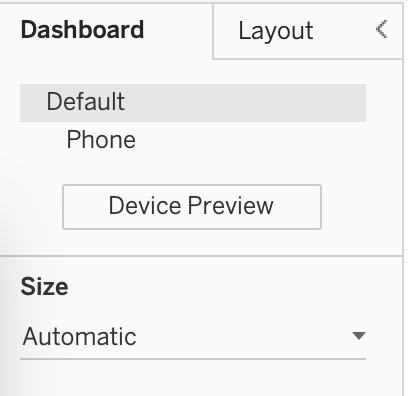 Dashboard Layout
Default
Phone
Device Preview
Size
Automatic